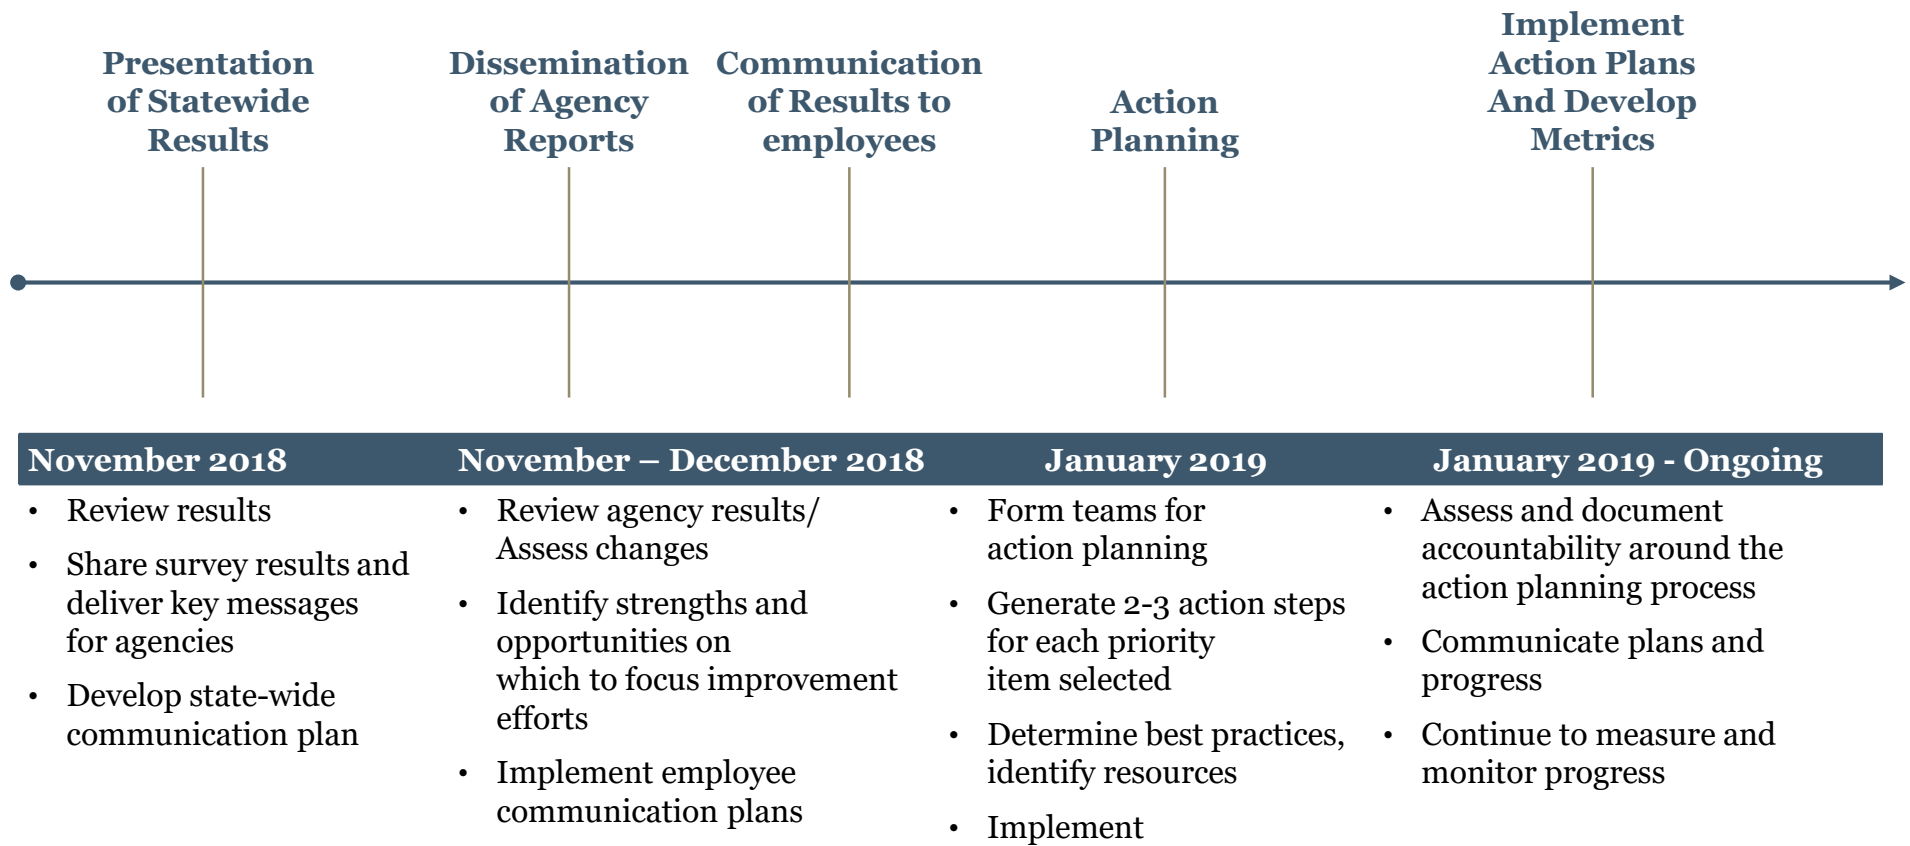 Presentation
of Statewide
Results
Dissemination
of Agency
Reports
Communication
of Results to
employees
Action
Planning
Implement
Action Plans
And Develop
Metrics
November 2018
• Review results
• Share survey results and
deliver key messages
for agencies
• Develop state-wide
communication plan
November – December 2018
• Review agency results/
Assess changes
• Identify strengths and
opportunities on
which to focus improvement
efforts
• Implement employee
communication plans
January 2019
• Form teams for
action planning
• Generate 2-3 action steps
for each priority
item selected
• Determine best practices,
identify resources
• Implement
January 2019 - Ongoing
• Assess and document
accountability around the
action planning process
• Communicate plans and
progress
• Continue to measure and
monitor progress